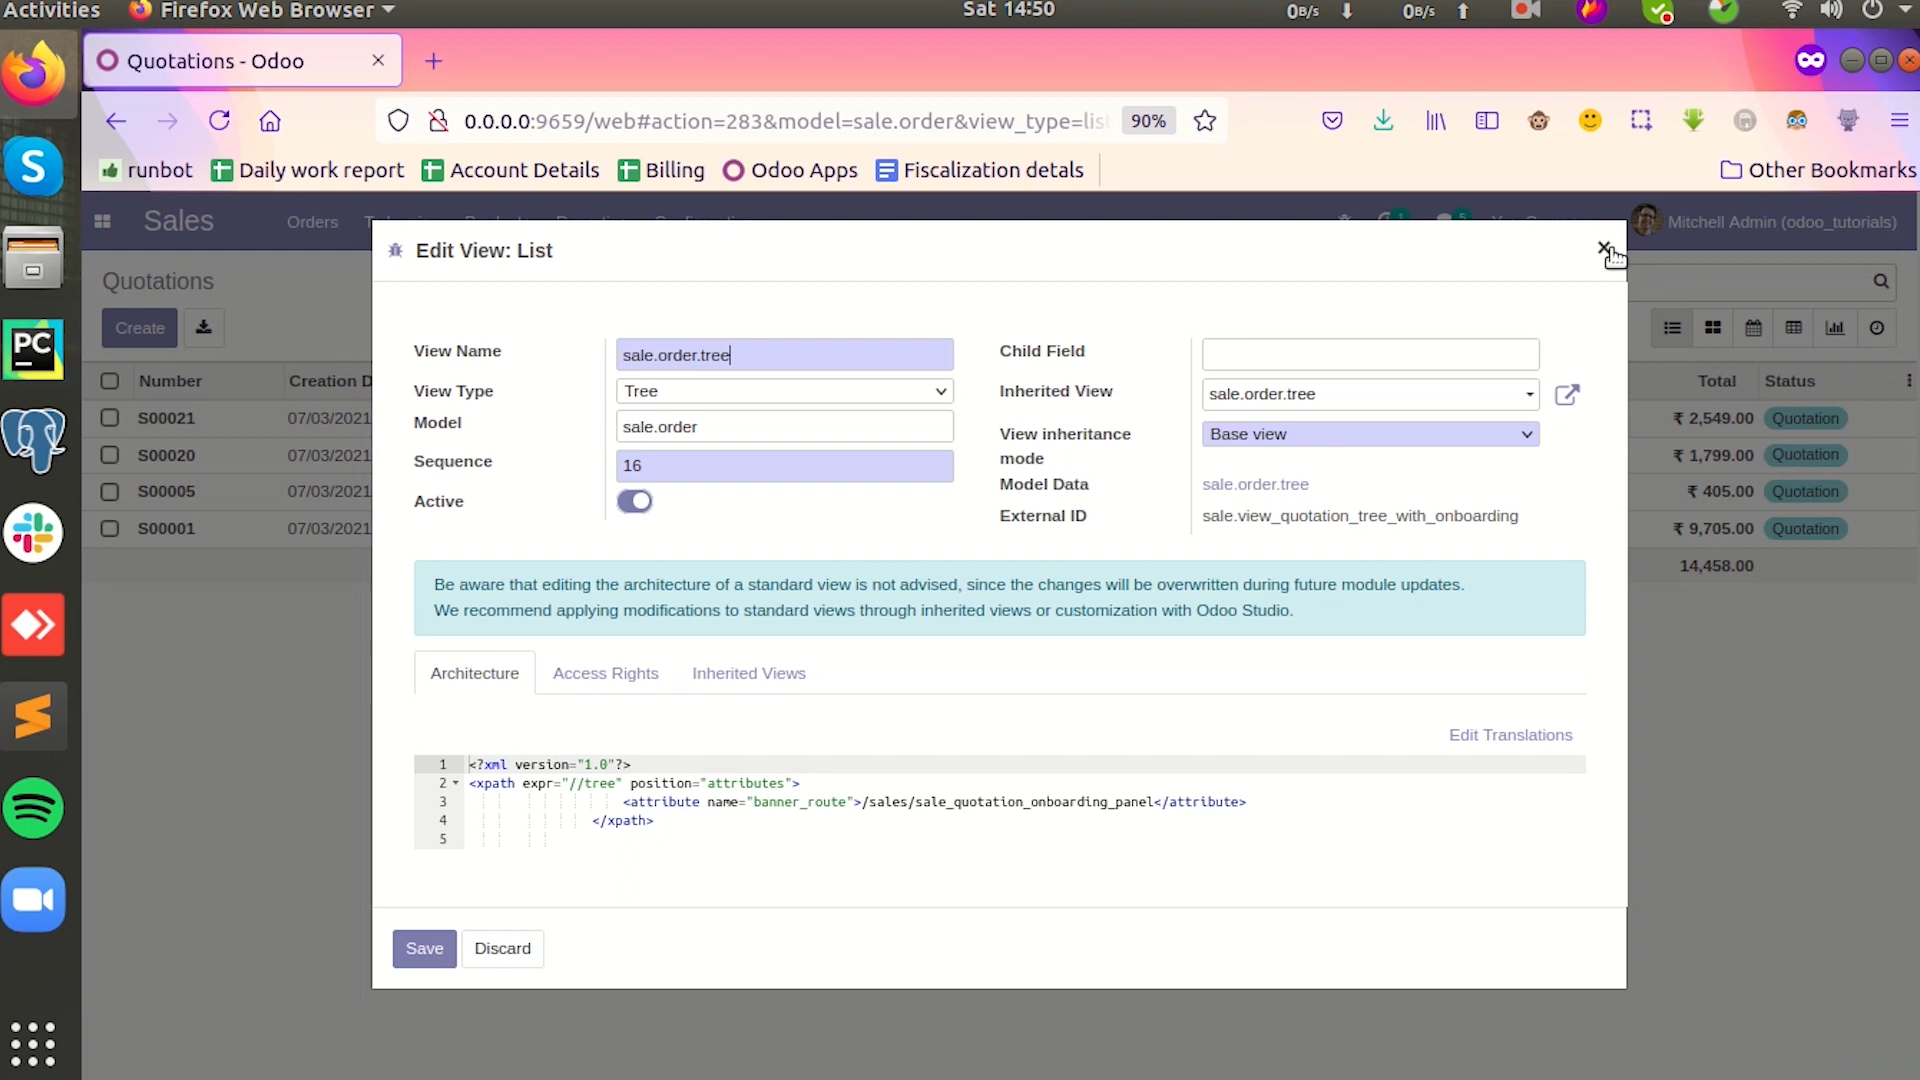 Activities
Firefox Web Browser
Sat 14:50
0B/s
0B/s
Quotations - Odoo
0.0.0.0:9659/web#action=283&model=sale.order&view_type=list
90%
runbot
Daily work report
Account Details
Billing
Odoo Apps
Fiscalization detals
Other Bookmarks
Sales
Orders
Mitchell Admin (odoo_tutorials)
Edit View: List
Quotations
Create
View Name
sale.order.tree
Child Field
View Type
Tree
Inherited View
sale.order.tree
Model
sale.order
View inheritance mode
Base view
Sequence
16
Model Data
sale.order.tree
Active
External ID
sale.view_quotation_tree_with_onboarding
Number
Creation D
Total
Status
S00021
07/03/2021
₹ 2,549.00
Quotation
S00020
07/03/2021
₹ 1,799.00
Quotation
S00005
07/03/2021
₹ 405.00
Quotation
S00001
07/03/2021
₹ 9,705.00
Quotation
14,458.00
Be aware that editing the architecture of a standard view is not advised, since the changes will be overwritten during future module updates.
We recommend applying modifications to standard views through inherited views or customization with Odoo Studio.
Architecture
Access Rights
Inherited Views
Edit Translations
1 <?xml version="1.0"?>
2 <xpath expr="//tree" position="attributes">
3 <attribute name="banner_route">/sales/sale_quotation_onboarding_panel</attribute>
4 </xpath>
5
Save
Discard
PC
S